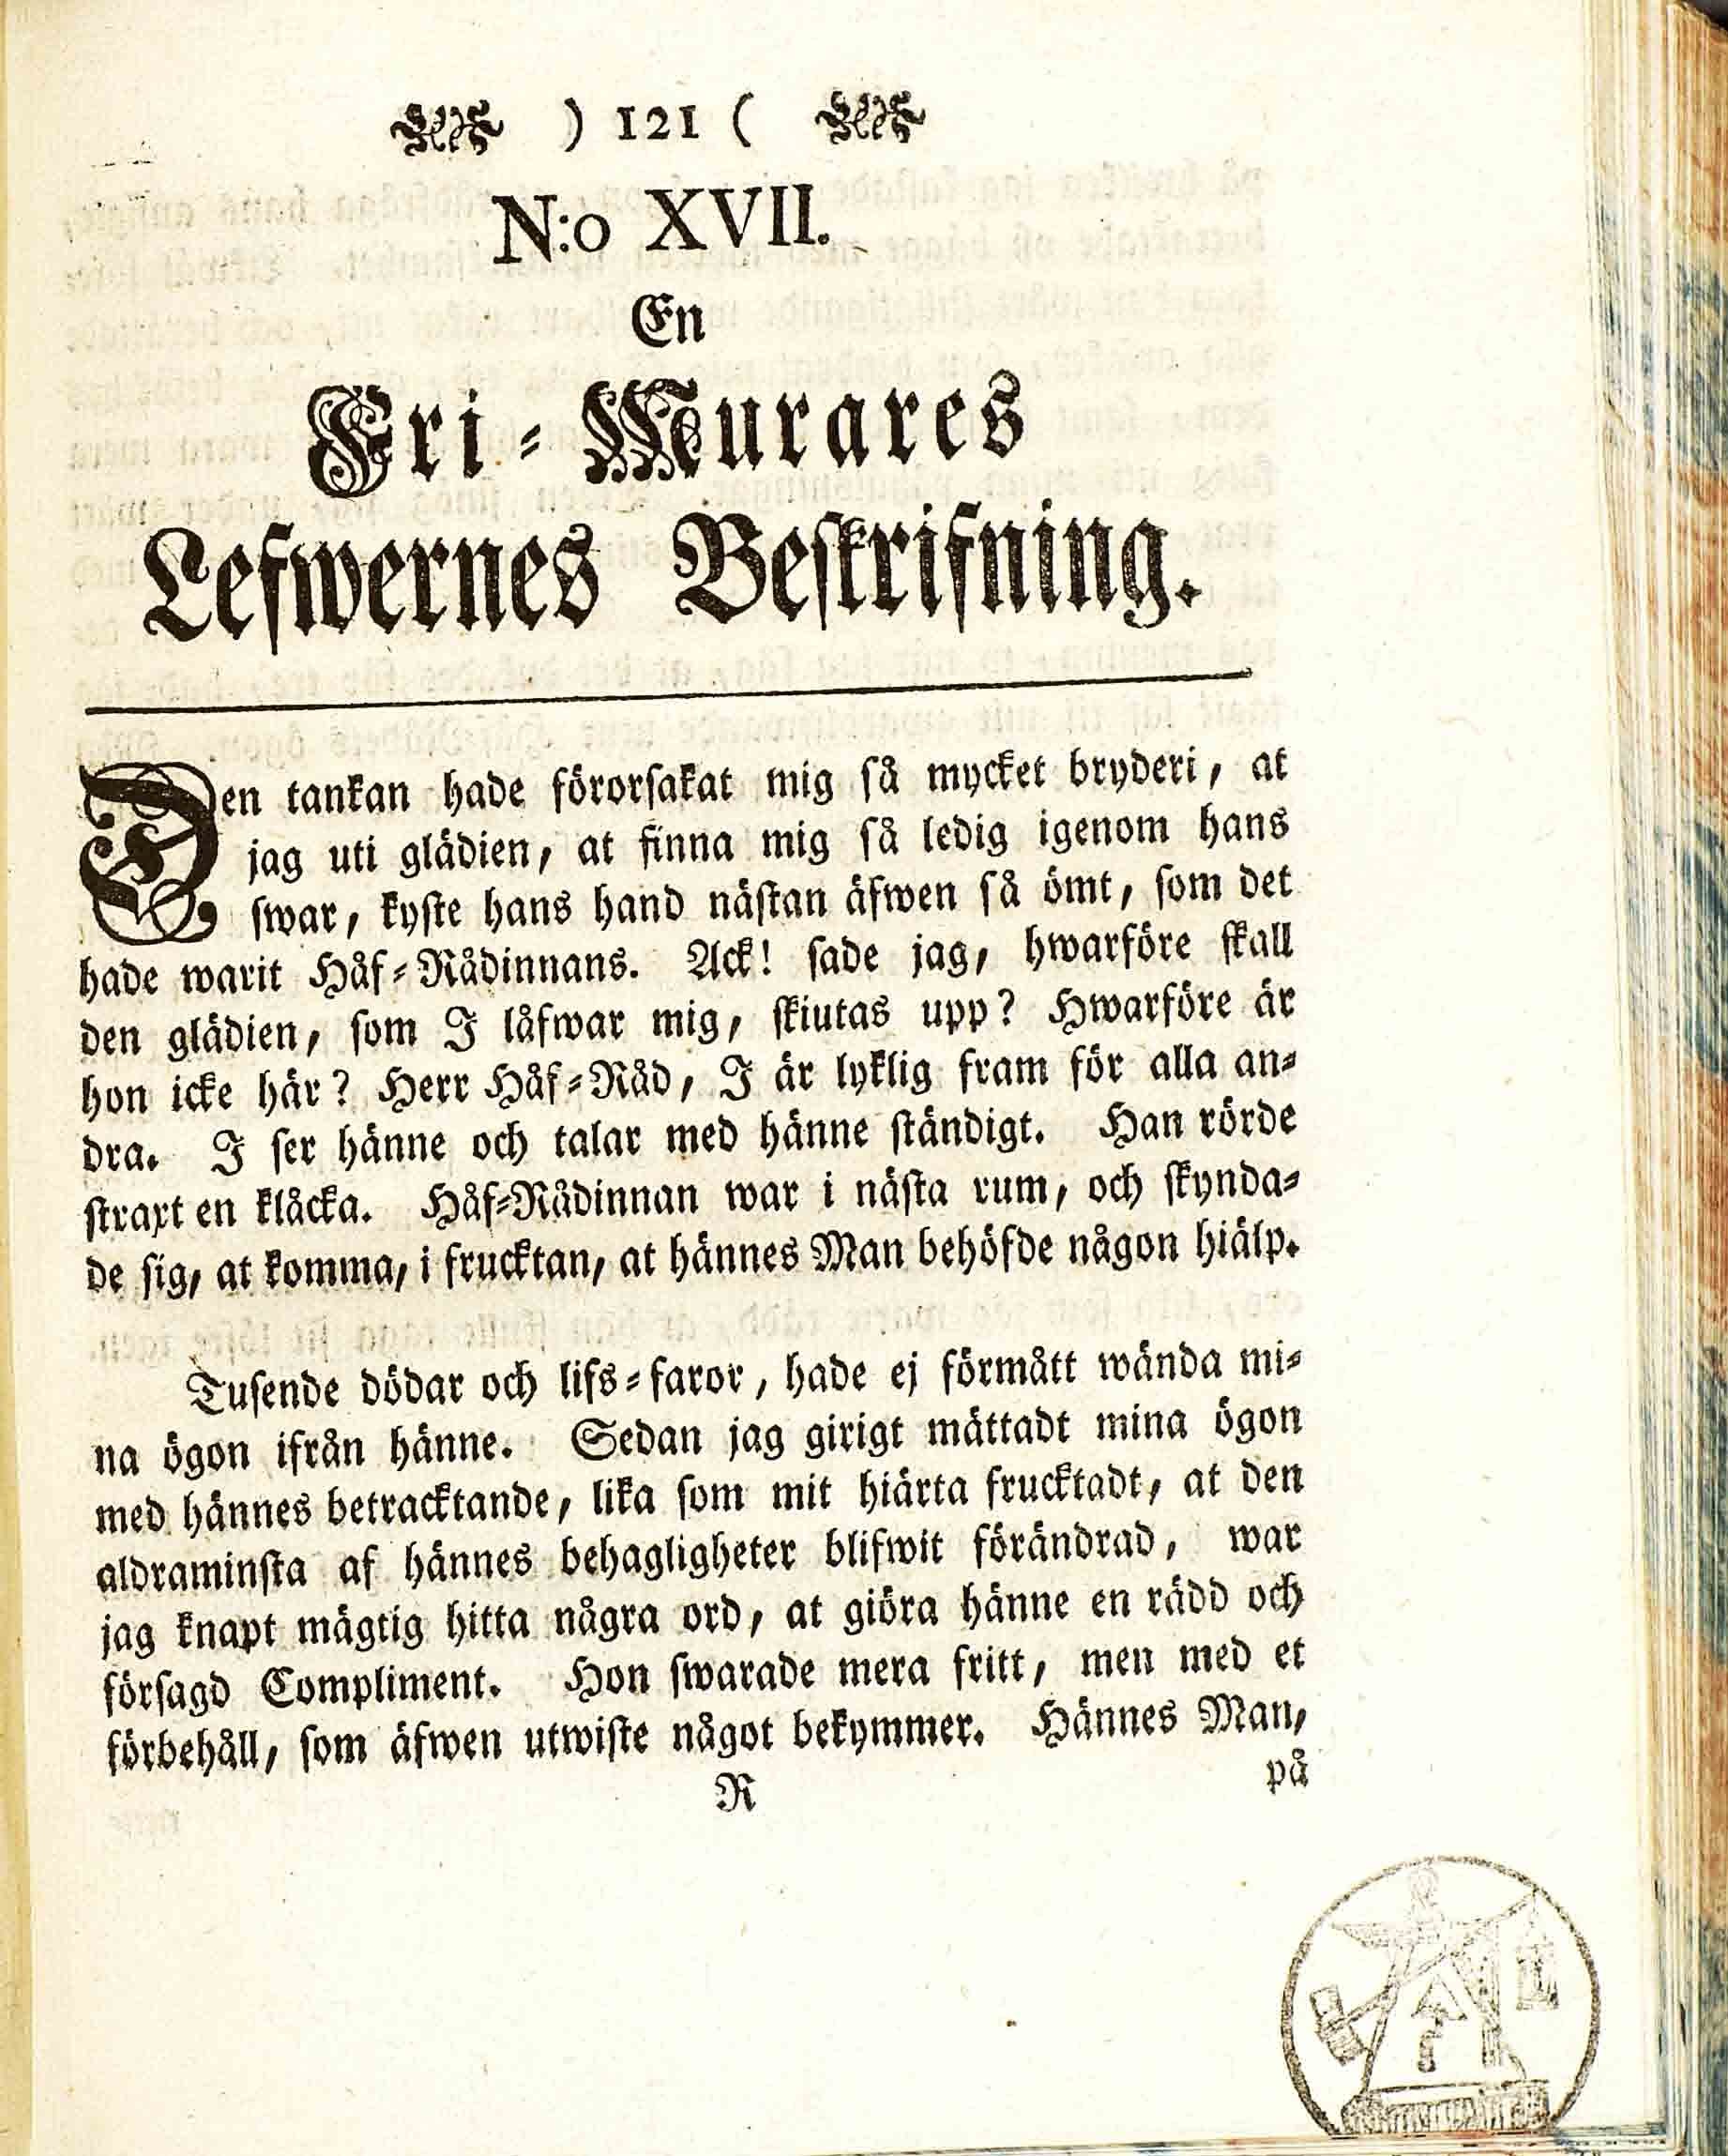 ) 121 (
N:o XVII.
En
Fri-Murares
Lefwernes Beskrifning.
Den tankan hade förorsakat mig så mycket bryderi, at
jag uti glädien, at finna mig så ledig igenom hans
swar, kyste hans hand nästan äfwen så ömt, som det
hade warit Håf-Rådinnans. Ack! sade jag, hwarföre skall
den glädien, som I låfwar mig, skiutas upp? Hwarföre är
hon icke här? Herr Håf-Råd, I är lyklig fram för alla an-
dra. I ser hänne och talar med hänne ständigt. Han rörde
straxt en klåcka. Håf-Rådinnan war i nästa rum, och skynda-
de sig, at komma, i frucktan, at hännes Man behöfde någon hiälp.
Tusende dödar och lifs-faror, hade ej förmått wända mi-
na ögon ifrån hänne. Sedan jag girigt mättadt mina ögon
med hännes betracktande, lika som mit hiärta frucktadt, at den
aldraminsta af hännes behagligheter blifwit förändrad, war
jag knapt mägtig hitta några ord, at giöra hänne en rädd och
försagd Compliment. Hon swarade mera fritt, men med et
förbehåll, som äfwen utwiste något bekymmer. Hännes Man,
R på